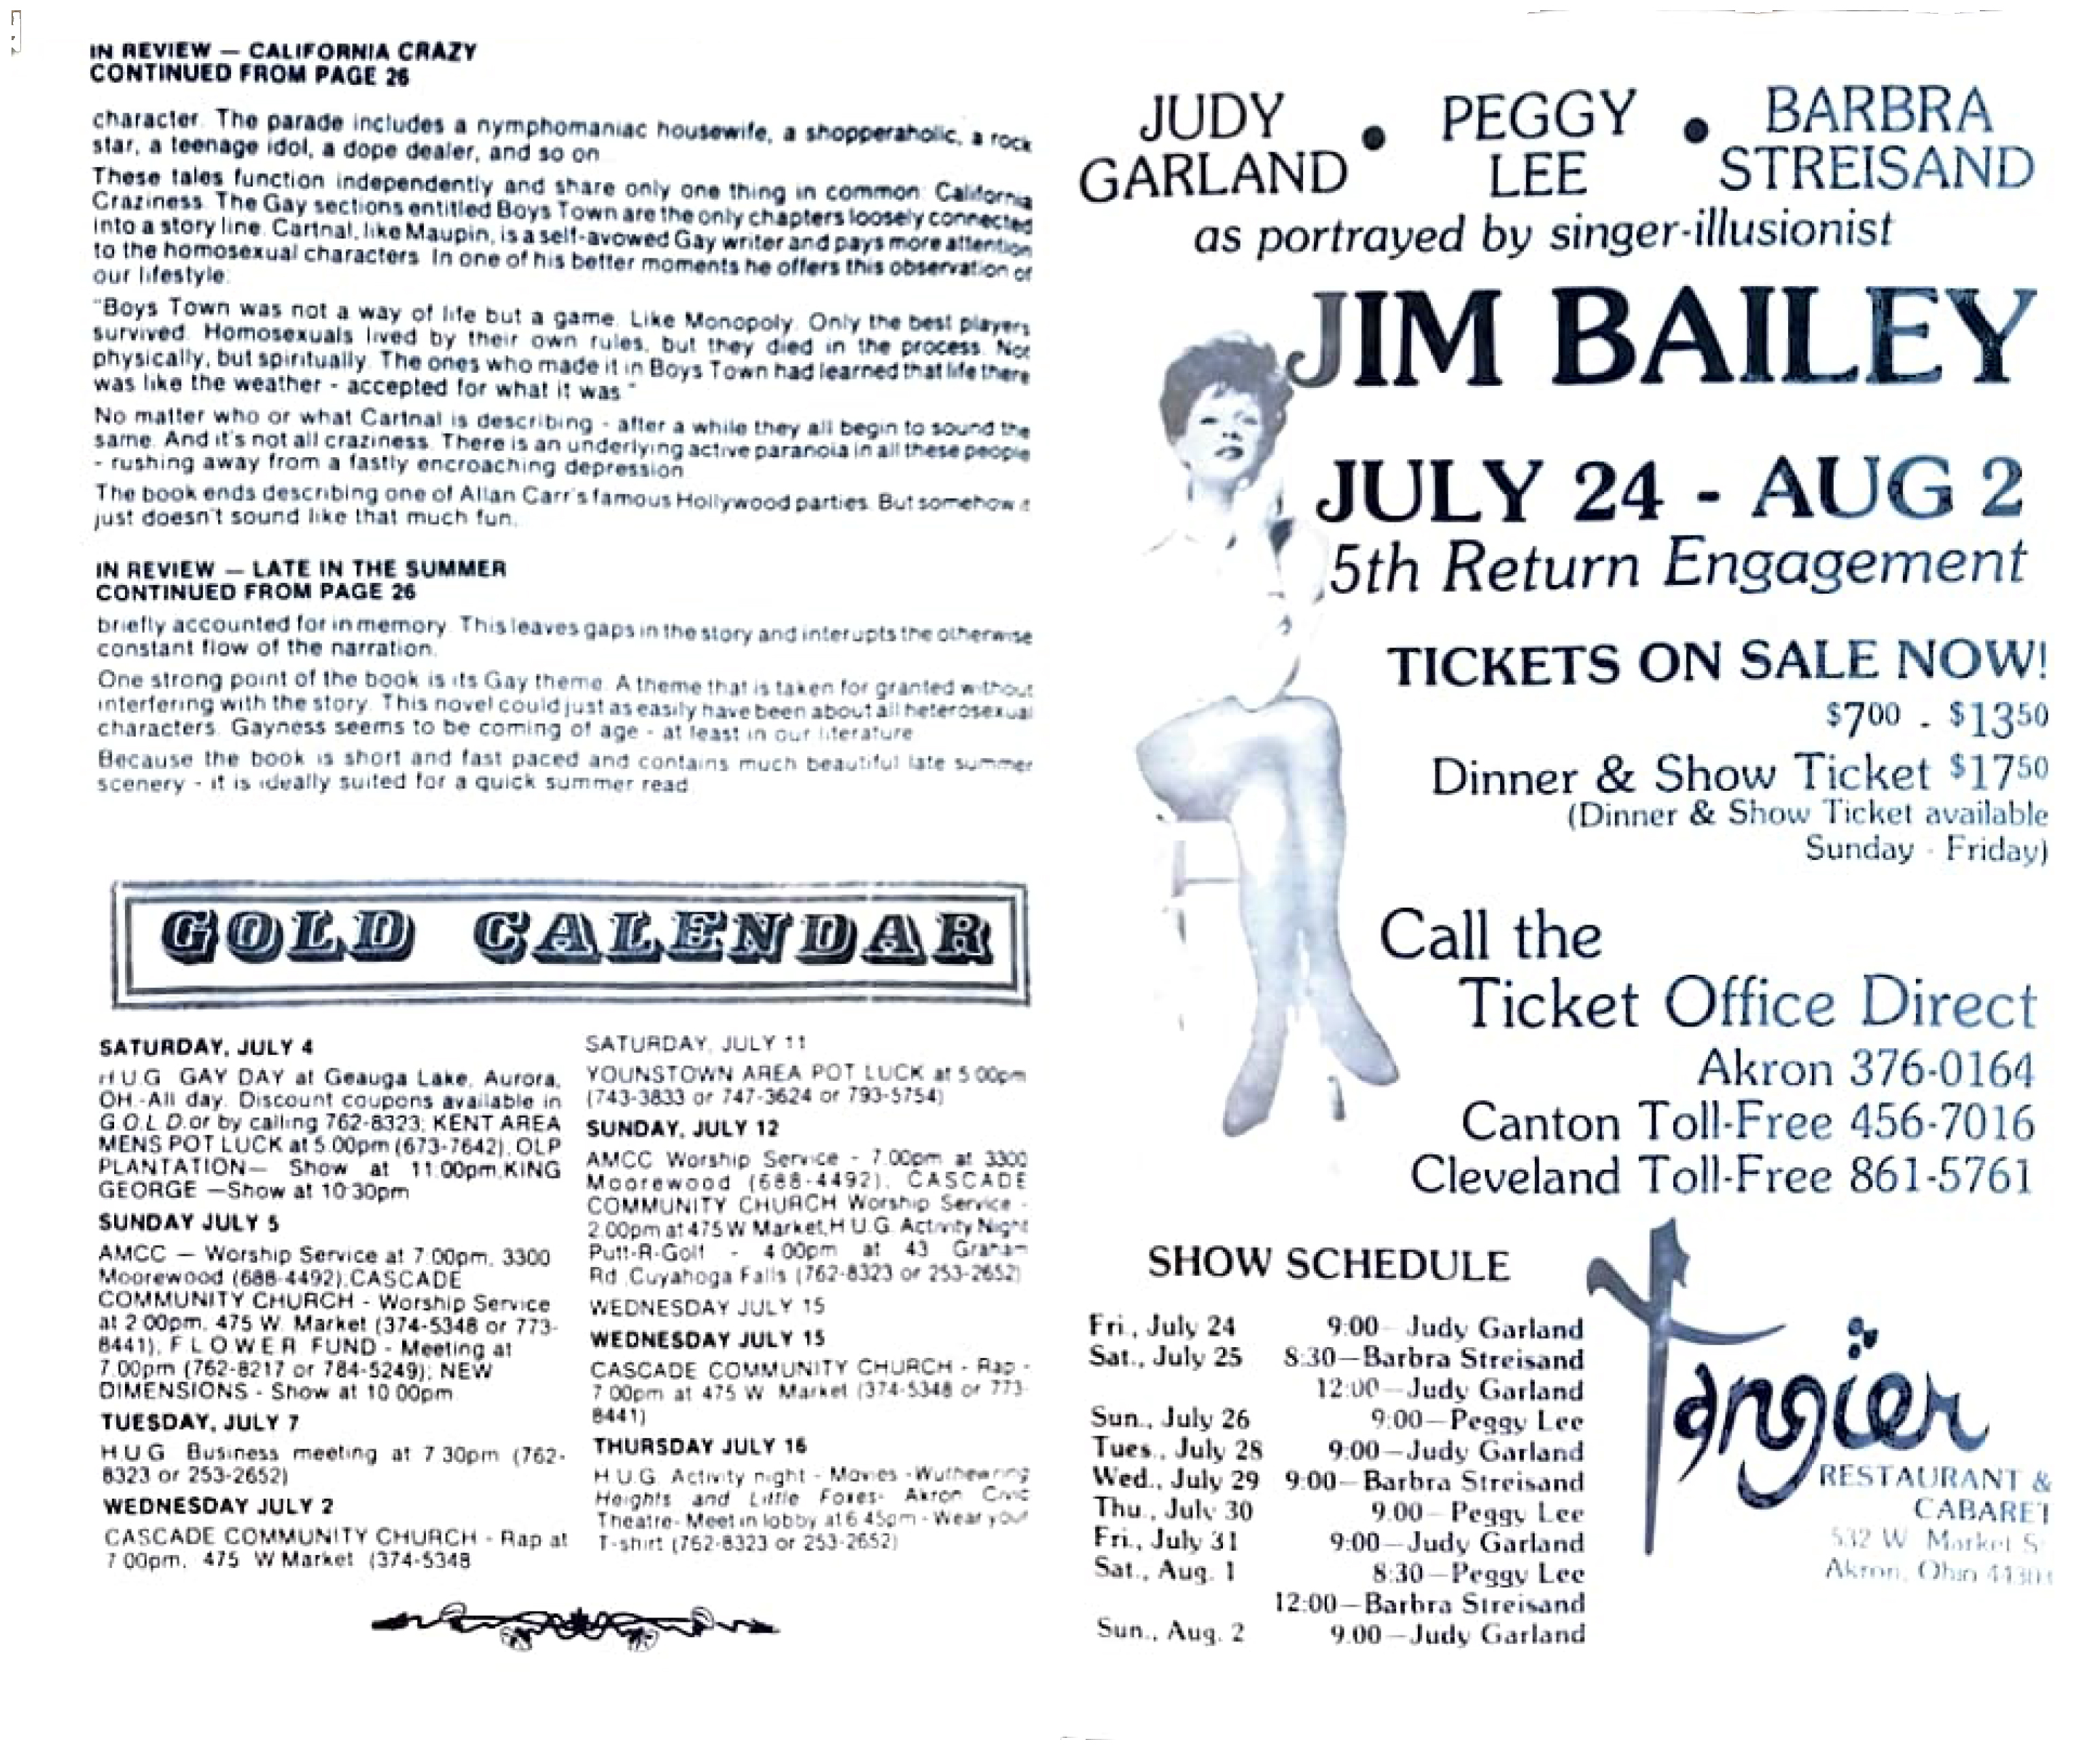 IN REVIEW — CALIFORNIA CRAZY
CONTINUED FROM PAGE 26
character. The parade includes a nymphomaniac housewife, a shopperaholic, a rock
star, a teenage idol, a dope dealer, and so on
These tales function independently and share only one thing in common: California
Craziness. The Gay sections entitled Boys Town are the only chapters loosely connected
into a story line. Cartnal, like Maupin, is a self-avowed Gay writer and pays more attention
to the homosexual characters. In one of his better moments he offers this observation of
our lifestyle:
"Boys Town was not a way of life but a game. Like Monopoly. Only the best players
survived. Homosexuals lived by their own rules, but they died in the process. Not
physically, but spiritually. The ones who made it in Boys Town had learned that life there
was like the weather - accepted for what it was."
No matter who or what Cartnal is describing - after a while they all begin to sound the
same. And it's not all craziness. There is an underlying active paranoia in all these people
- rushing away from a fastly encroaching depression
The book ends describing one of Allan Carr's famous Hollywood parties. But somehow it
just doesn't sound like that much fun.
IN REVIEW — LATE IN THE SUMMER
CONTINUED FROM PAGE 26
briefly accounted for in memory. This leaves gaps in the story and interupts the otherwise
constant flow of the narration.
One strong point of the book is its Gay theme. A theme that is taken for granted without
interfering with the story. This novel could just as easily have been about all heterosexual
characters. Gayness seems to be coming of age - at least in our literature
Because the book is short and fast paced and contains much beautiful late summer
scenery - it is ideally suited for a quick summer read
GOLD CALENDAR
SATURDAY, JULY 4
H.U.G. GAY DAY at Geauga Lake, Aurora,
OH.-All day. Discount coupons available in
G.O.L.D. or by calling 762-8323; KENT AREA
MENS POT LUCK at 5:00pm (673-7642); OLP
PLANTATION— Show at 11:00pm, KING
GEORGE —Show at 10:30pm
SUNDAY JULY 5
AMCC — Worship Service at 7:00pm, 3300
Moorewood (688-4492); CASCADE
COMMUNITY CHURCH - Worship Service
at 2:00pm, 475 W. Market (374-5348 or 773-
8441); F L O W E R FUND - Meeting at
7:00pm (762-8217 or 784-5249); NEW
DIMENSIONS - Show at 10:00pm
TUESDAY, JULY 7
H.U.G. Business meeting at 7:30pm (762-
8323 or 253-2652)
WEDNESDAY JULY 2
CASCADE COMMUNITY CHURCH - Rap at
7:00pm, 475 W Market (374-5348
SATURDAY, JULY 11
YOUNSTOWN AREA POT LUCK at 5:00pm
(743-3833 or 747-3624 or 793-5754)
SUNDAY, JULY 12
AMCC Worship Service - 7:00pm at 3300
Moorewood (688-4492), CASCADE
COMMUNITY CHURCH Worship Service -
2:00pm at 475 W Market, H.U.G. Activity Night
Putt-R-Golf - 4:00pm at 43 Graham
Rd., Cuyahoga Falls (762-8323 or 253-2652)
WEDNESDAY JULY 15
WEDNESDAY JULY 15
CASCADE COMMUNITY CHURCH - Rap -
7:00pm at 475 W Market (374-5348 or 773-
8441)
THURSDAY JULY 16
H.U.G. Activity night - Movies - Wuthewring
Heights and Little Foxes- Akron Civic
Theatre- Meet in lobby at 6:45pm - Wear your
T-shirt (762-8323 or 253-2652)
JUDY GARLAND • PEGGY LEE • BARBRA STREISAND
as portrayed by singer-illusionist
JIM BAILEY
JULY 24 - AUG 2
5th Return Engagement
TICKETS ON SALE NOW!
$7.00 - $13.50
Dinner & Show Ticket $17.50
(Dinner & Show Ticket available
Sunday - Friday)
Call the
Ticket Office Direct
Akron 376-0164
Canton Toll-Free 456-7016
Cleveland Toll-Free 861-5761
SHOW SCHEDULE
Fri., July 24 9:00—Judy Garland
Sat., July 25 8:30—Barbra Streisand
12:00—Judy Garland
Sun., July 26 9:00—Peggy Lee
Tues., July 28 9:00—Judy Garland
Wed., July 29 9:00—Barbra Streisand
Thu., July 30 9:00—Peggy Lee
Fri., July 31 9:00—Judy Garland
Sat., Aug. 1 8:30—Peggy Lee
12:00—Barbra Streisand
Sun., Aug. 2 9:00—Judy Garland
Tangier
RESTAURANT &
CABARET
532 W. Market
Akron, Ohio